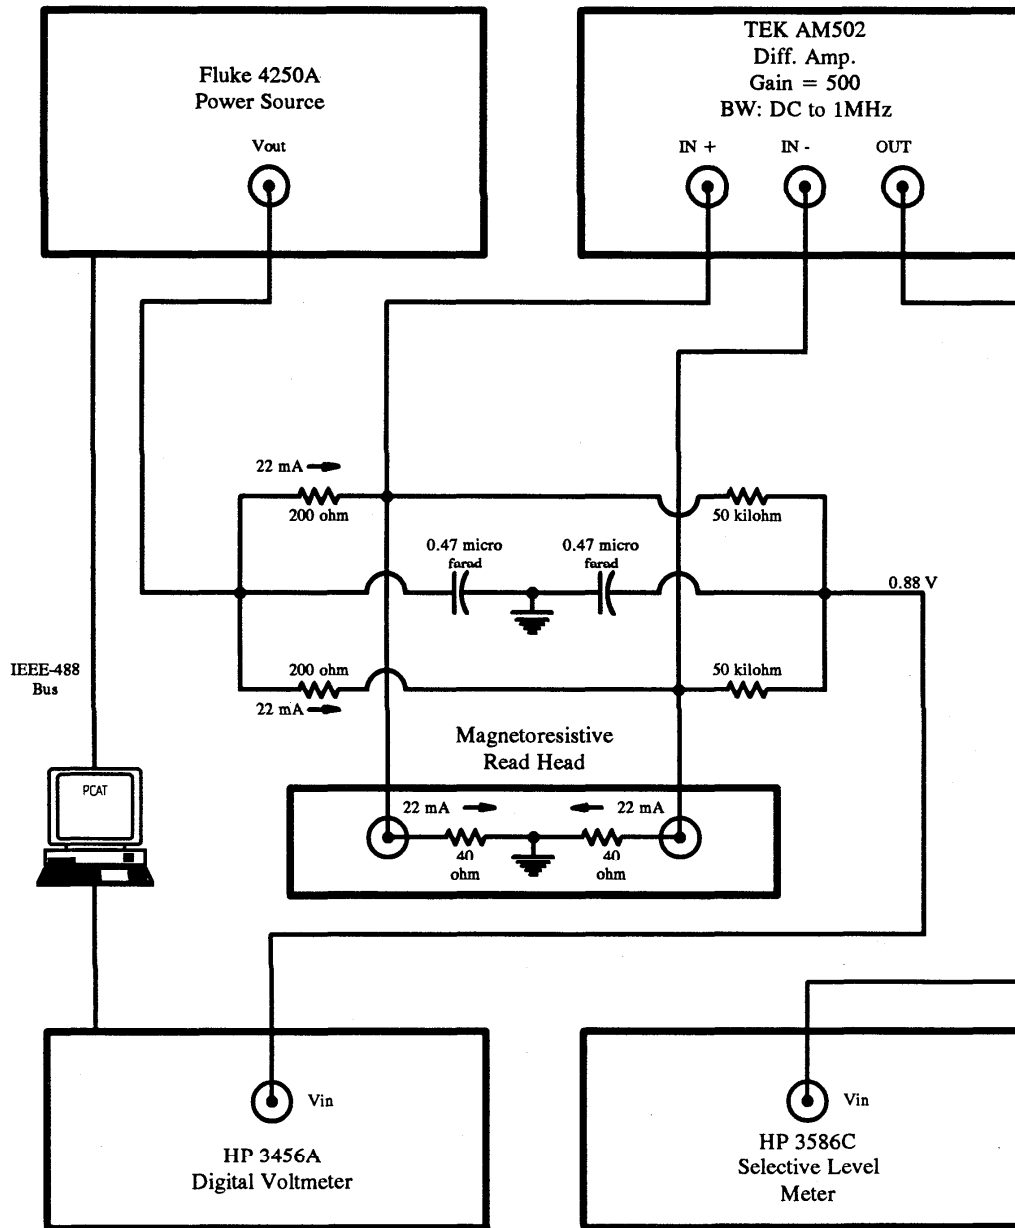 Fluke 4250A
Power Source
Vout
TEK AM502
Diff. Amp.
Gain = 500
BW: DC to 1MHz
IN +
IN -
OUT
22 mA
200 ohm
50 kilohm
0.47 micro
farad
0.47 micro
farad
0.88 V
200 ohm
22 mA
50 kilohm
IEEE-488
Bus
PCAT
Magnetoresistive
Read Head
22 mA
22 mA
40
ohm
40
ohm
Vin
HP 3456A
Digital Voltmeter
Vin
HP 3586C
Selective Level
Meter